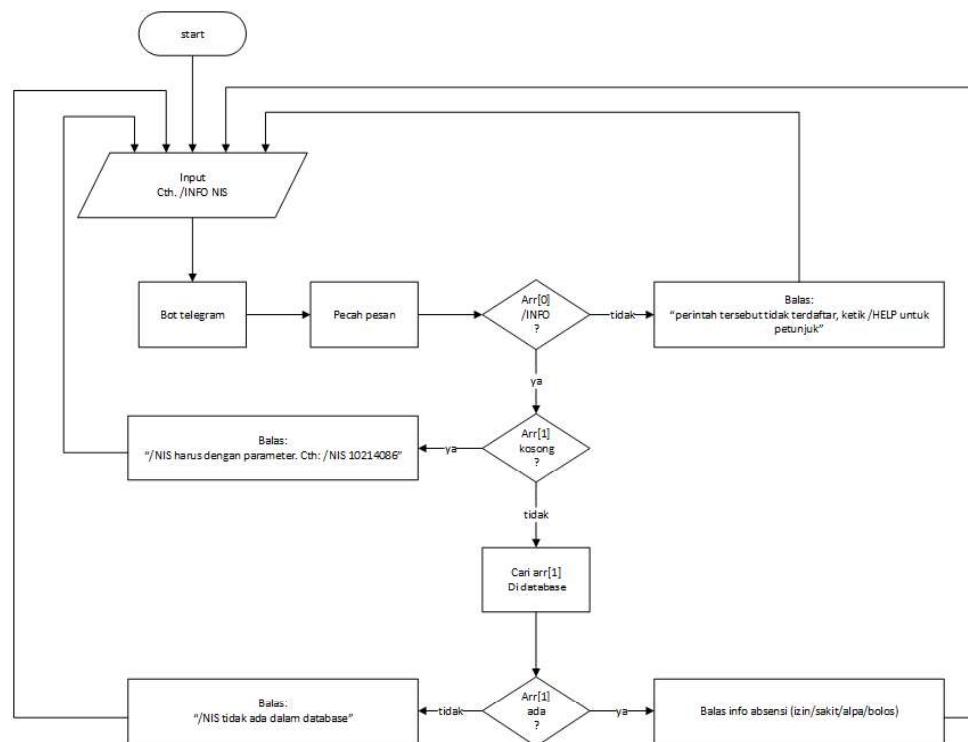 start
Input
Cth. /INFO NIS
Bot telegram
Pecah pesan
Arr[0]
/INFO
?
tidak
Balas:
“perintah tersebut tidak terdaftar, ketik /HELP untuk
petunjuk”
ya
Balas:
“/NIS harus dengan parameter. Cth: /NIS 10214086”
ya
Arr[1]
kosong
?
tidak
Cari arr[1]
Di database
Balas:
“/NIS tidak ada dalam database”
tidak
Arr[1]
ada
?
ya
Balas info absensi (izin/sakit/alpa/bolos)